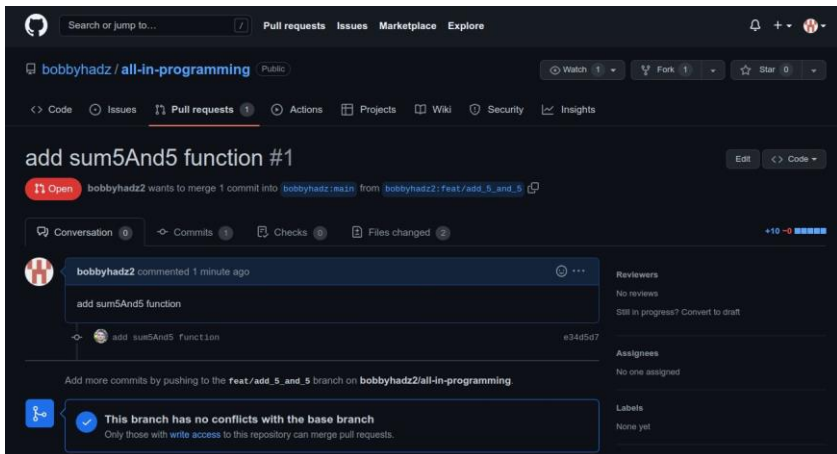 Search or jump to... / Pull requests Issues Marketplace Explore
bobbyhadz / all-in-programming Public Watch 1 Fork 1 Star 0
<> Code Issues Pull requests 1 Actions Projects Wiki Security Insights
add sum5And5 function #1 Edit <> Code
Open bobbyhadz2 wants to merge 1 commit into bobbyhadz:main from bobbyhadz2:feat/add_5_and_5
Conversation 0 Commits 1 Checks 0 Files changed 2 +10 −0
bobbyhadz2 commented 1 minute ago
add sum5And5 function
add sum5And5 function e34d5d7
Add more commits by pushing to the feat/add_5_and_5 branch on bobbyhadz2/all-in-programming.
This branch has no conflicts with the base branch
Only those with write access to this repository can merge pull requests.
Reviewers
No reviews
Still in progress? Convert to draft
Assignees
No one assigned
Labels
None yet